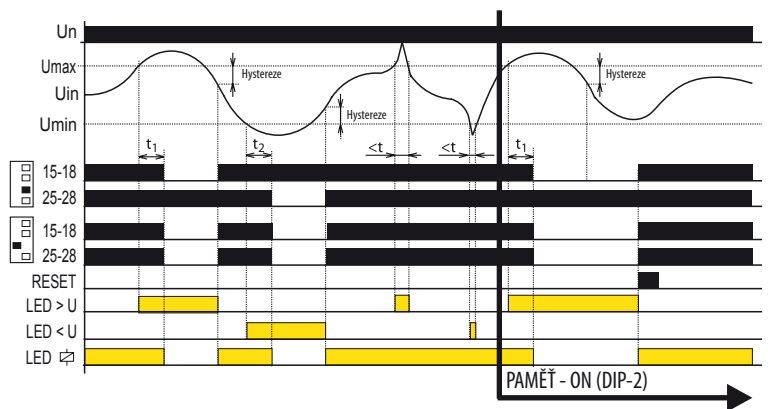 Un
Umax
Hystereze
Hystereze
Uin
Hystereze
Umin
t1
t2
<t
<t
t1
15-18
25-28
15-18
25-28
RESET
LED > U
LED < U
LED
PAMĚŤ - ON (DIP-2)